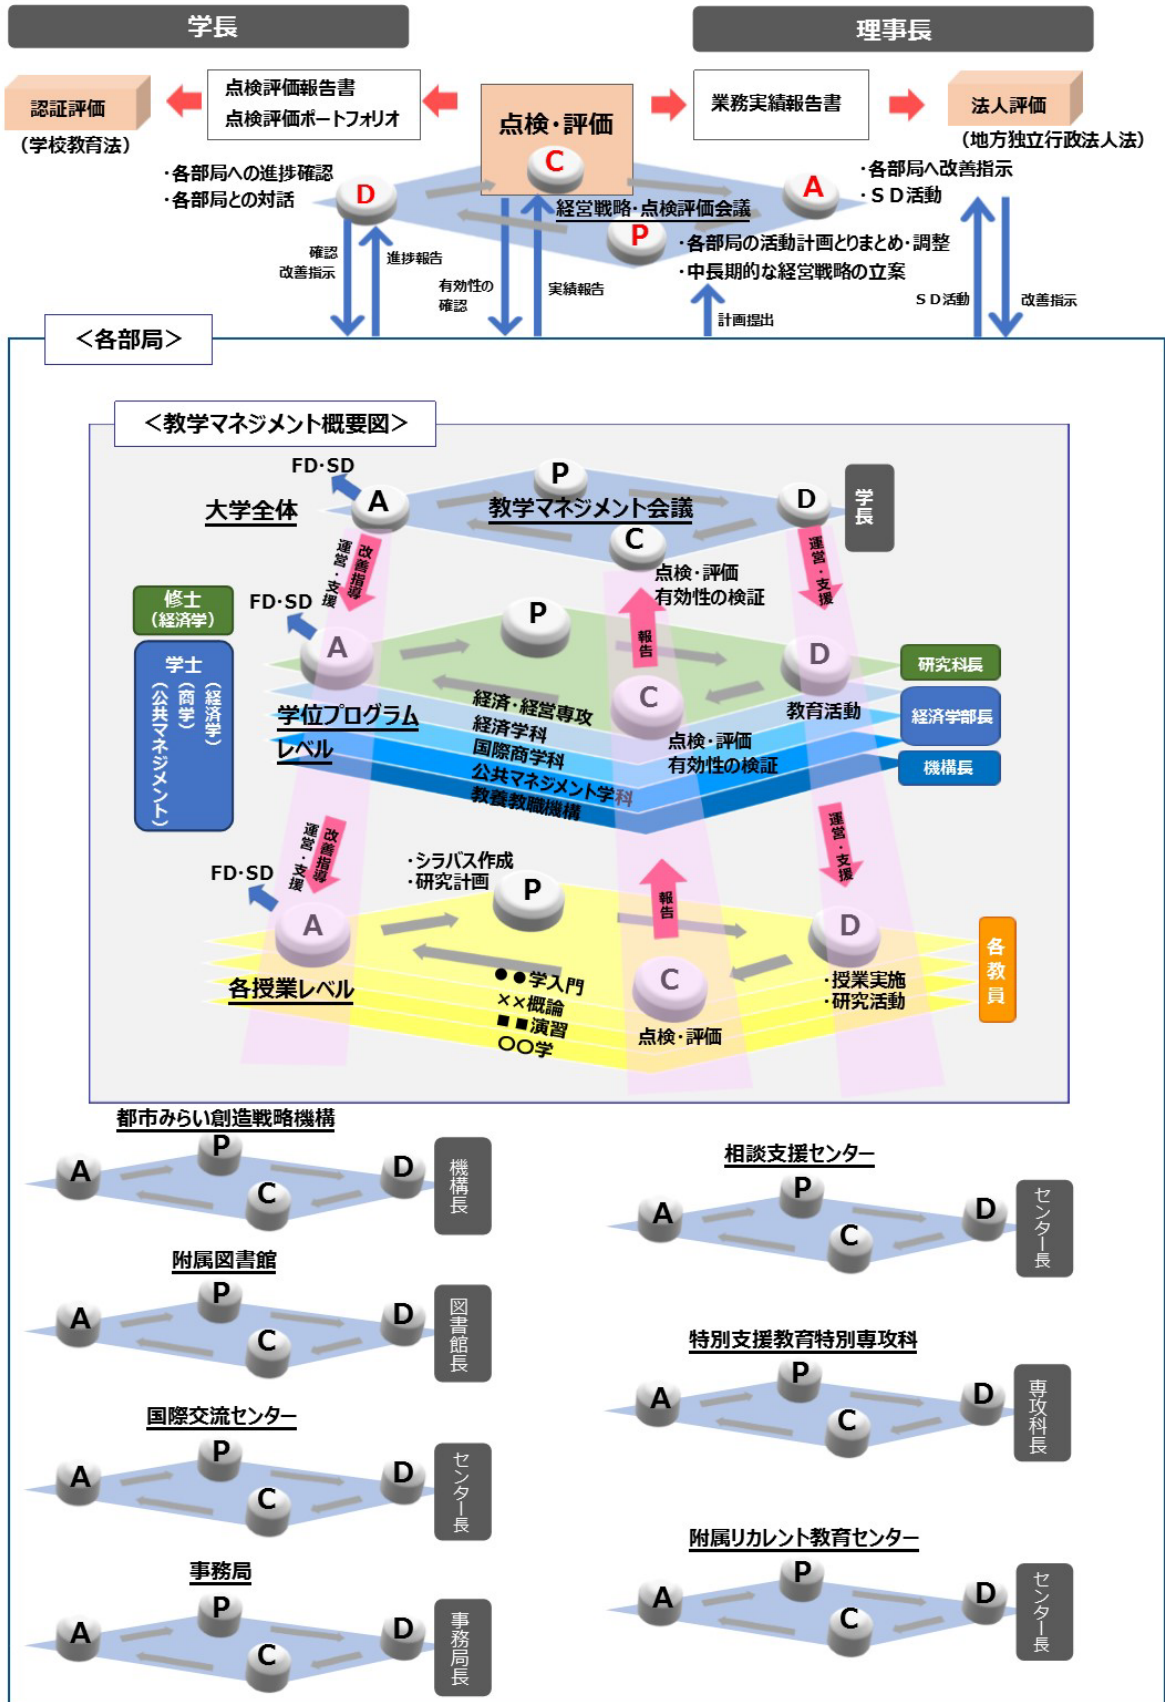 学長
理事長
認証評価
(学校教育法)
点検評価報告書
点検評価ポートフォリオ
点検・評価
業務実績報告書
法人評価
(地方独立行政法人法)
・各部局への進捗確認
・各部局との対話
D
C
A
P
経営戦略・点検評価会議
・各部局へ改善指示
・ＳＤ活動
・各部局の活動計画とりまとめ・調整
・中長期的な経営戦略の立案
確認
改善指示
進捗報告
有効性の
確認
実績報告
計画提出
ＳＤ活動
改善指示
＜各部局＞
＜教学マネジメント概要図＞
FD・SD
大学全体
A
P
D
C
教学マネジメント会議
学長
点検・評価
有効性の検証
改善指導
運営・支援
報告
運営・支援
修士
(経済学)
学士
(経済学)
(商学)
(公共マネジメント)
FD・SD
A
P
D
C
学位プログラム
レベル
経済・経営専攻
経済学科
国際商学科
公共マネジメント学科
教養教職機構
教育活動
点検・評価
有効性の検証
研究科長
経済学部長
機構長
改善指導
運営・支援
報告
運営・支援
FD・SD
・シラバス作成
・研究計画
A
P
D
C
各授業レベル
●●学入門
××概論
■■演習
〇〇学
点検・評価
・授業実施
・研究活動
各教員
都市みらい創造戦略機構
A
P
D
C
機構長
相談支援センター
A
P
D
C
センター長
附属図書館
A
P
D
C
図書館長
特別支援教育特別専攻科
A
P
D
C
専攻科長
国際交流センター
A
P
D
C
センター長
附属リカレント教育センター
A
P
D
C
センター長
事務局
A
P
D
C
事務局長